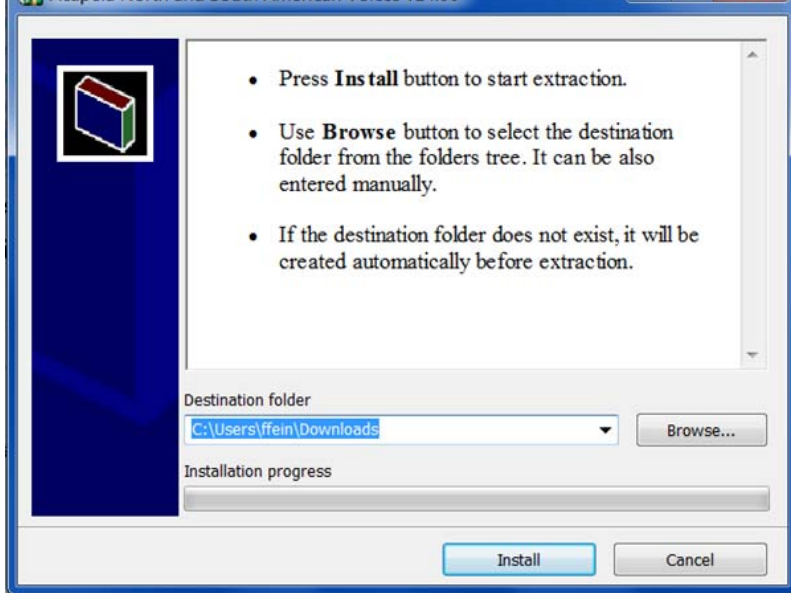 • Press Install button to start extraction.
• Use Browse button to select the destination
folder from the folders tree. It can be also
entered manually.
• If the destination folder does not exist, it will be
created automatically before extraction.
Destination folder
C:\Users\ffein\Downloads
Browse...
Installation progress
Install
Cancel